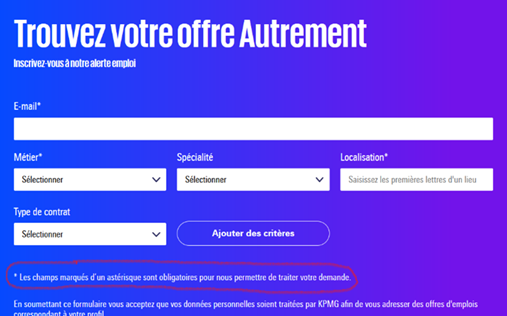 Trouvez votre offre Autrement
Inscrivez-vous à notre alerte emploi
E-mail*
Métier* Spécialité Localisation*
Sélectionner Sélectionner Saisissez les premières lettres d'un lieu
Type de contrat
Sélectionner Ajouter des critères
* Les champs marqués d'un astérisque sont obligatoires pour nous permettre de traiter votre demande.
En soumettant ce formulaire vous acceptez que vos données personnelles soient traitées par KPMG afin de vous adresser des offres d'emplois
correspondant à votre profil